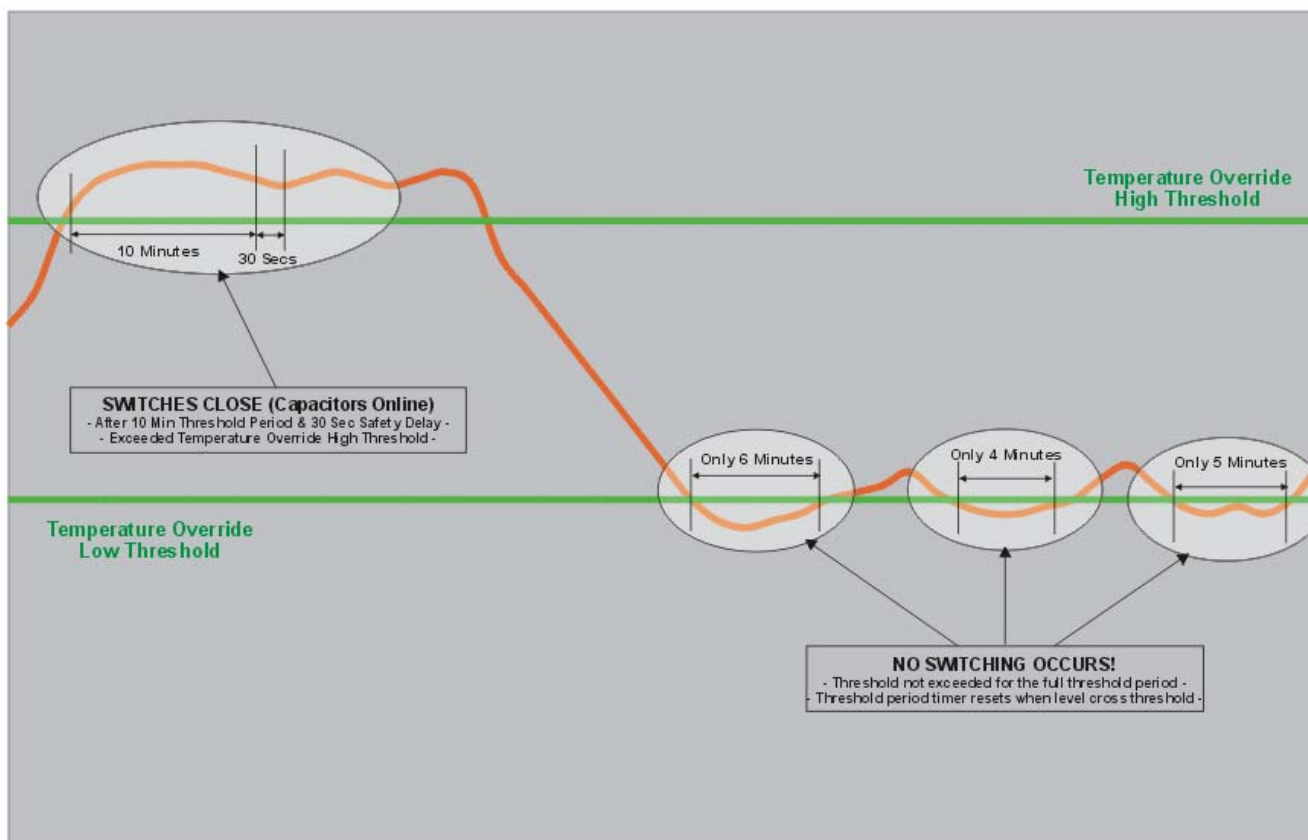 Temperature Override
High Threshold
10 Minutes
30 Secs
SWITCHES CLOSE (Capacitors Online)
- After 10 Min Threshold Period & 30 Sec Safety Delay -
- Exceeded Temperature Override High Threshold -
Only 6 Minutes
Only 4 Minutes
Only 5 Minutes
Temperature Override
Low Threshold
NO SWITCHING OCCURS!
- Threshold not exceeded for the full threshold period -
- Threshold period timer resets when level cross threshold -